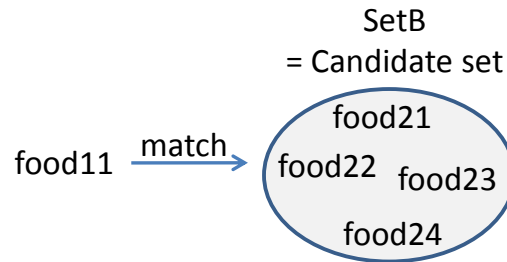 SetB
= Candidate set
food21
match
food11
food22
food23
food24